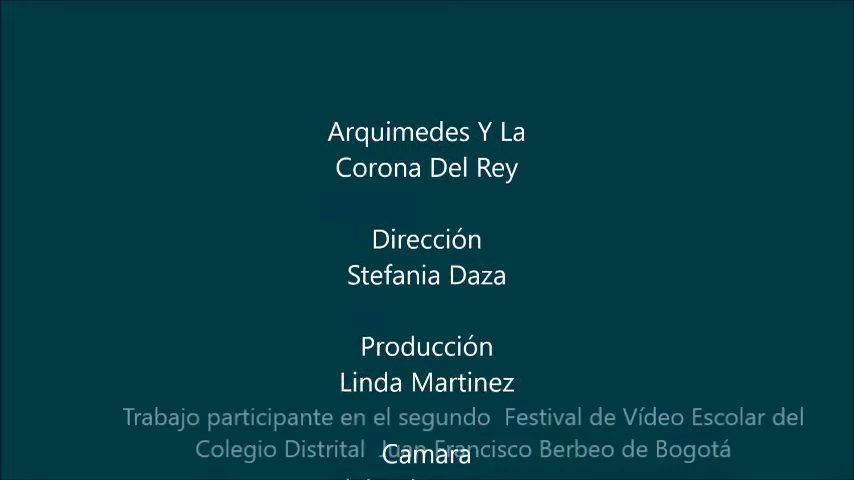 Arquimedes Y La
Corona Del Rey
Dirección
Stefania Daza
Producción
Linda Martinez
Trabajo participante en el segundo  Festival de Vídeo Escolar del
Colegio Distrital  Juan Francisco Berbeo de Bogotá
Camara